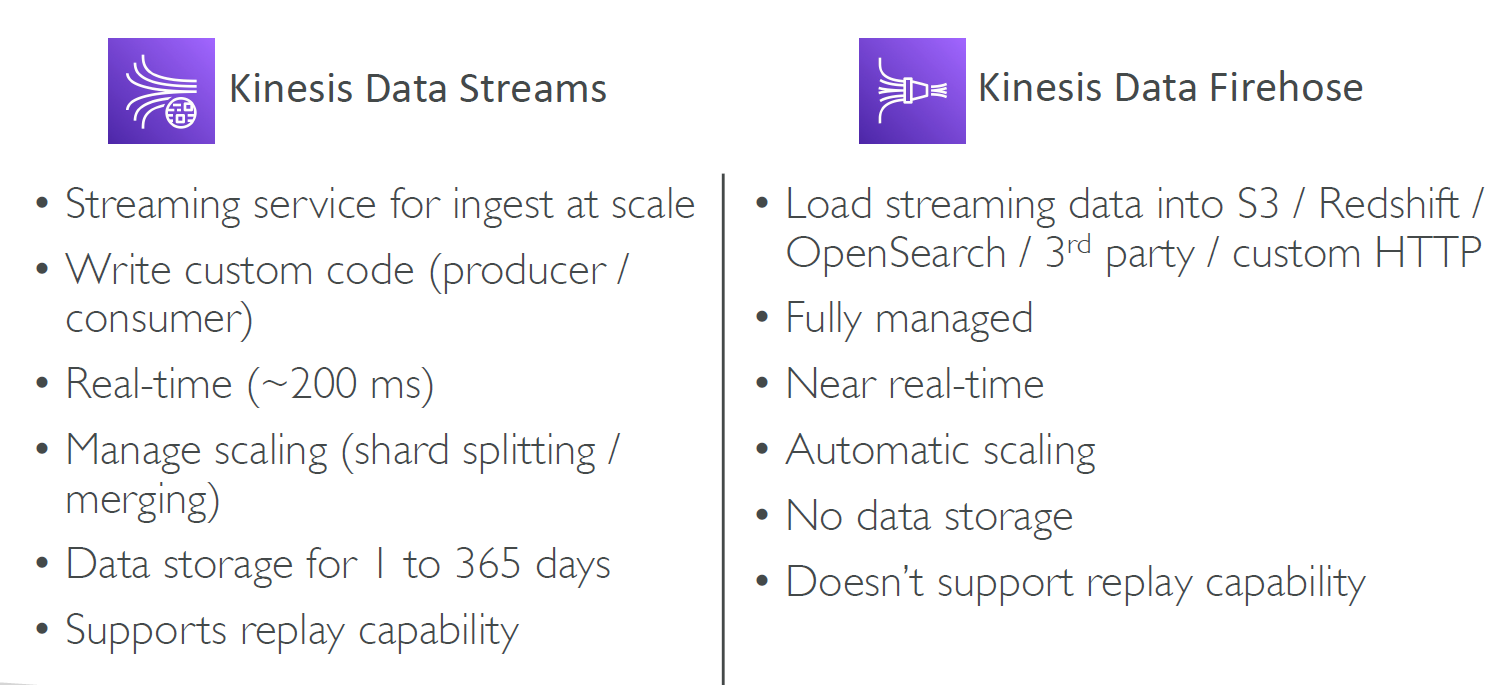 Kinesis Data Streams
• Streaming service for ingest at scale
• Write custom code (producer /
consumer)
• Real-time (~200 ms)
• Manage scaling (shard splitting /
merging)
• Data storage for 1 to 365 days
• Supports replay capability
Kinesis Data Firehose
• Load streaming data into S3 / Redshift /
OpenSearch / 3rd party / custom HTTP
• Fully managed
• Near real-time
• Automatic scaling
• No data storage
• Doesn’t support replay capability